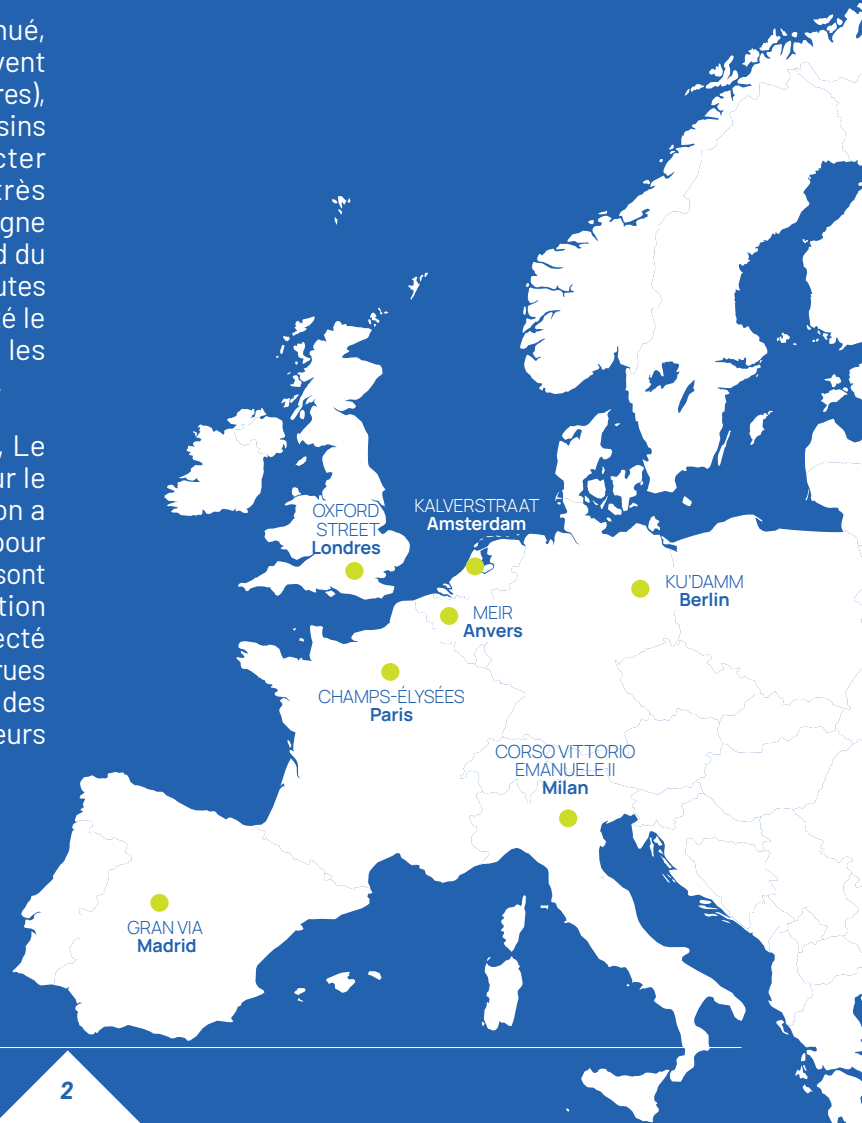 nué,
vent
res),
sins
cter
très
gne
d du
utes
é le
les
, Le
ur le
on a
pour
sont
tion
ecté
rues
des
eurs
OXFORD
STREET
Londres
KALVERSTRAAT
Amsterdam
KU'DAMM
Berlin
MEIR
Anvers
CHAMPS-ÉLYSÉES
Paris
CORSO VITTORIO
EMANUELE II
Milan
GRAN VIA
Madrid
2